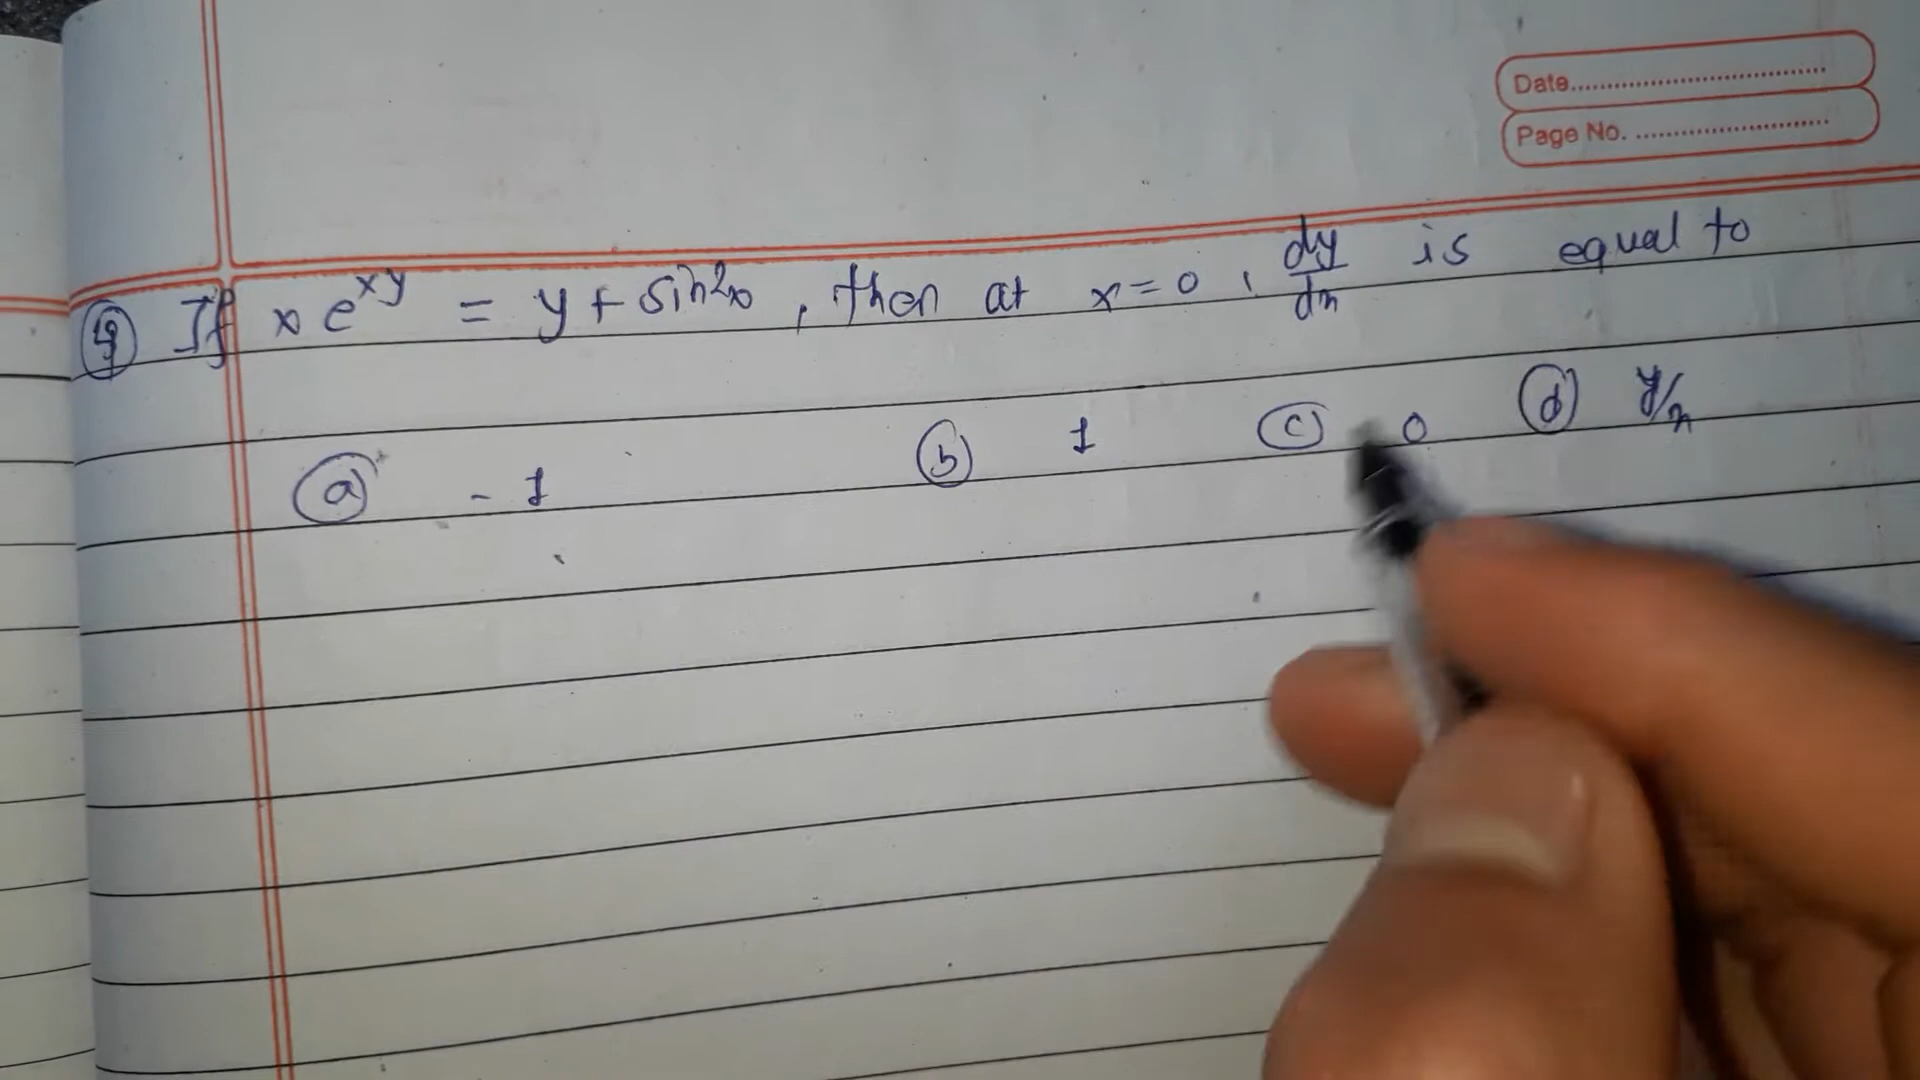 Date
Page No.
9 If x e^xy = y + sin²x, then at x = 0, dy/dx is equal to
a - 1 b 1 c 0 d y/x